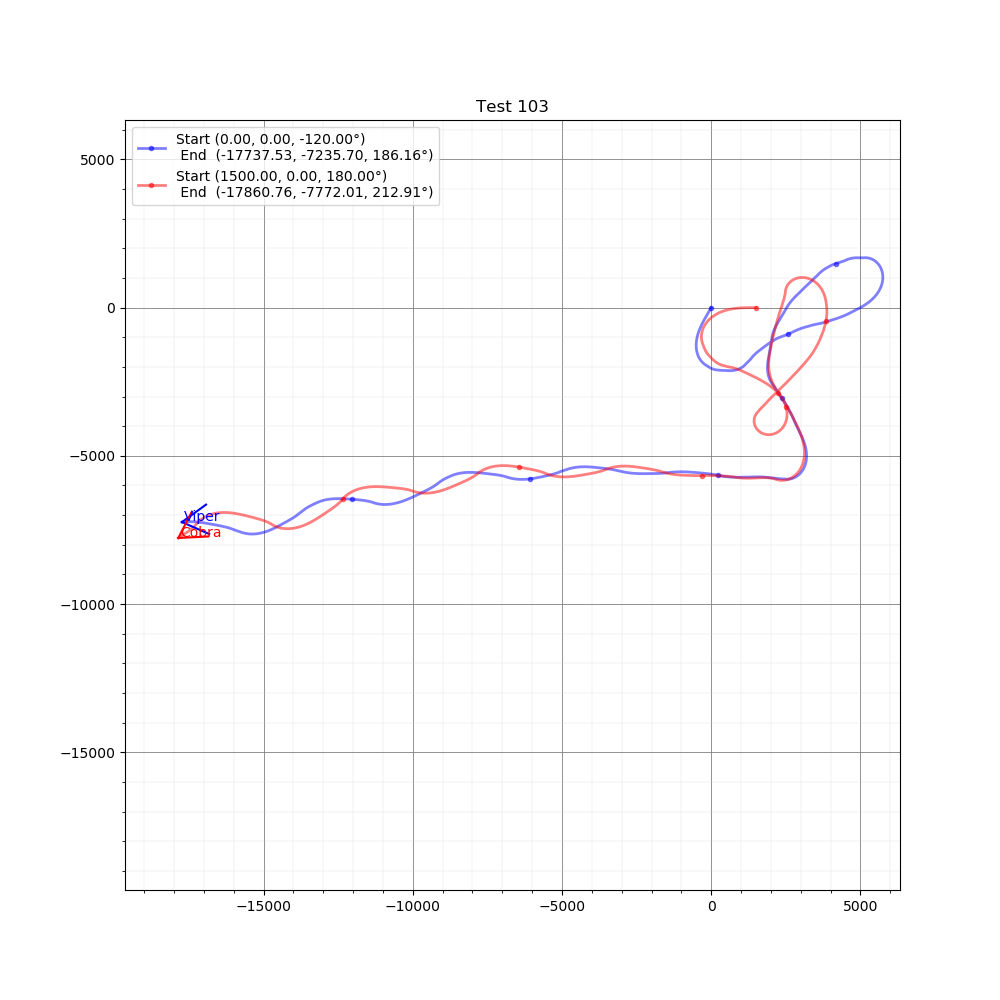 Test 103
Start (0.00, 0.00, -120.00°)
End (-17737.53, -7235.70, 186.16°)
Start (1500.00, 0.00, 180.00°)
End (-17860.76, -7772.01, 212.91°)
5000
0
−5000
−10000
−15000
Viper
Cobra
−15000
−10000
−5000
0
5000